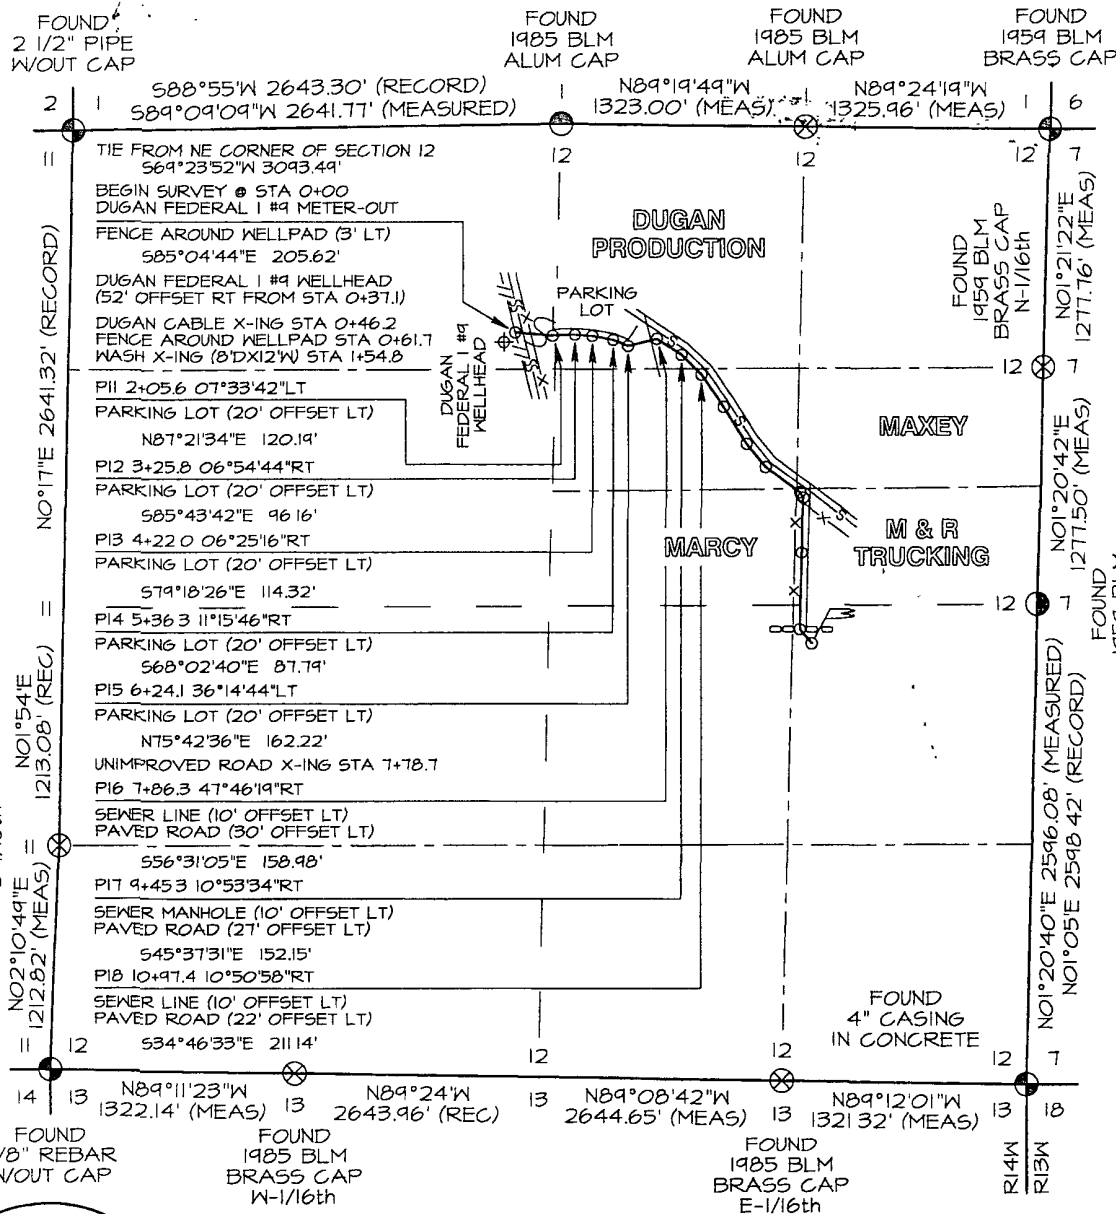 FOUND
2 1/2" PIPE
W/OUT CAP
FOUND
1985 BLM
ALUM CAP
FOUND
1985 BLM
ALUM CAP
FOUND
1959 BLM
BRASS CAP
S88°55'W 2643.30' (RECORD)
S89°09'09"W 2641.77' (MEASURED)
N89°19'49"W
1323.00' (MEAS)
N89°24'19"W
1325.96' (MEAS)
2 1
1
1 6
11
12
12
12 7
TIE FROM NE CORNER OF SECTION 12
S69°23'52"W 3093.49'
BEGIN SURVEY @ STA 0+00
DUGAN FEDERAL 1 #9 METER-OUT
FENCE AROUND WELLPAD (3' LT)
S85°04'44"E 205.62'
DUGAN FEDERAL 1 #9 WELLHEAD
(52' OFFSET RT FROM STA 0+37.1)
DUGAN CABLE X-ING STA 0+46.2
FENCE AROUND WELLPAD STA 0+61.7
WASH X-ING (8'DX12'W) STA 1+54.8
PI1 2+05.6 07°33'42"LT
PARKING LOT (20' OFFSET LT)
N87°21'34"E 120.19'
PI2 3+25.8 06°54'44"RT
PARKING LOT (20' OFFSET LT)
S85°43'42"E 96 16'
PI3 4+22 0 06°25'16"RT
PARKING LOT (20' OFFSET LT)
S79°18'26"E 114.32'
PI4 5+36 3 11°15'46"RT
PARKING LOT (20' OFFSET LT)
S68°02'40"E 87.79'
PI5 6+24.1 36°14'44"LT
PARKING LOT (20' OFFSET LT)
N75°42'36"E 162.22'
UNIMPROVED ROAD X-ING STA 7+78.7
PI6 7+86.3 47°46'19"RT
SEWER LINE (10' OFFSET LT)
PAVED ROAD (30' OFFSET LT)
S56°31'05"E 158.98'
PI7 9+45 3 10°53'34"RT
SEWER MANHOLE (10' OFFSET LT)
PAVED ROAD (27' OFFSET LT)
S45°37'31"E 152.15'
PI8 10+97.4 10°50'58"RT
SEWER LINE (10' OFFSET LT)
PAVED ROAD (22' OFFSET LT)
S34°46'33"E 211 14'
DUGAN
PRODUCTION
PARKING
LOT
DUGAN
FEDERAL 1 #9
WELLHEAD
MAXEY
MARCY
M & R
TRUCKING
FOUND
1959 BLM
BRASS CAP
N-1/16th
N01°21'22"E
1277.76' (MEAS)
12 7
N01°20'42"E
1277.50' (MEAS)
12 7
FOUND
N01°20'40"E 2596.08' (MEASURED)
N01°05'E 2598 42' (RECORD)
N0°17'E 2641.32' (RECORD)
N01°54'E
1213.08' (REC)
N02°10'49"E
1212.82' (MEAS)
FOUND
4" CASING
IN CONCRETE
11 12
12
12
12 7
14 13
13
13
13
13 18
N89°11'23"W
1322.14' (MEAS)
N89°24'W
2643.96' (REC)
N89°08'42"W
2644.65' (MEAS)
N89°12'01"W
1321 32' (MEAS)
FOUND
/8" REBAR
W/OUT CAP
FOUND
1985 BLM
BRASS CAP
W-1/16th
FOUND
1985 BLM
BRASS CAP
E-1/16th
R14W
R13W